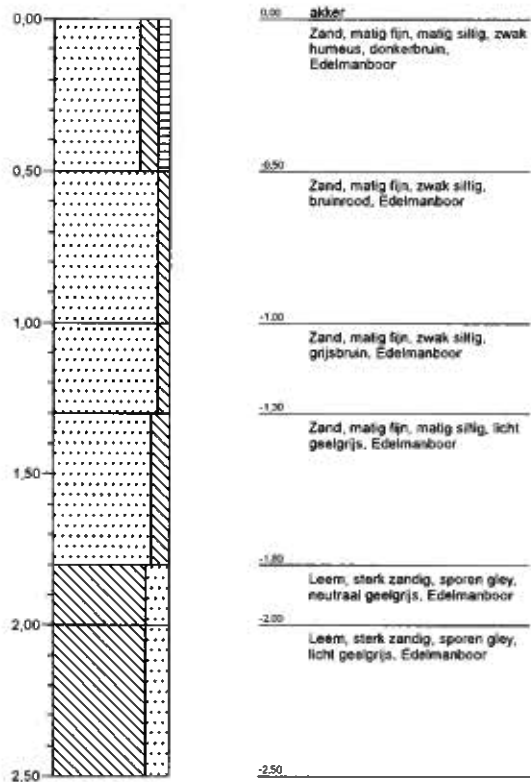 0,00
0,50
1,00
1,50
2,00
2,50
0,00 akker
Zand, matig fijn, matig siltig, zwak
humeus, donkerbruin,
Edelmanboor
-0,50
Zand, matig fijn, zwak siltig,
bruinrood, Edelmanboor
-1,00
Zand, matig fijn, zwak siltig,
grijsbruin, Edelmanboor
-1,30
Zand, matig fijn, matig siltig, licht
geelgrijs, Edelmanboor
-1,80
Leem, sterk zandig, sporen gley,
neutraal geelgrijs, Edelmanboor
-2,00
Leem, sterk zandig, sporen gley,
licht geelgrijs, Edelmanboor
-2,50